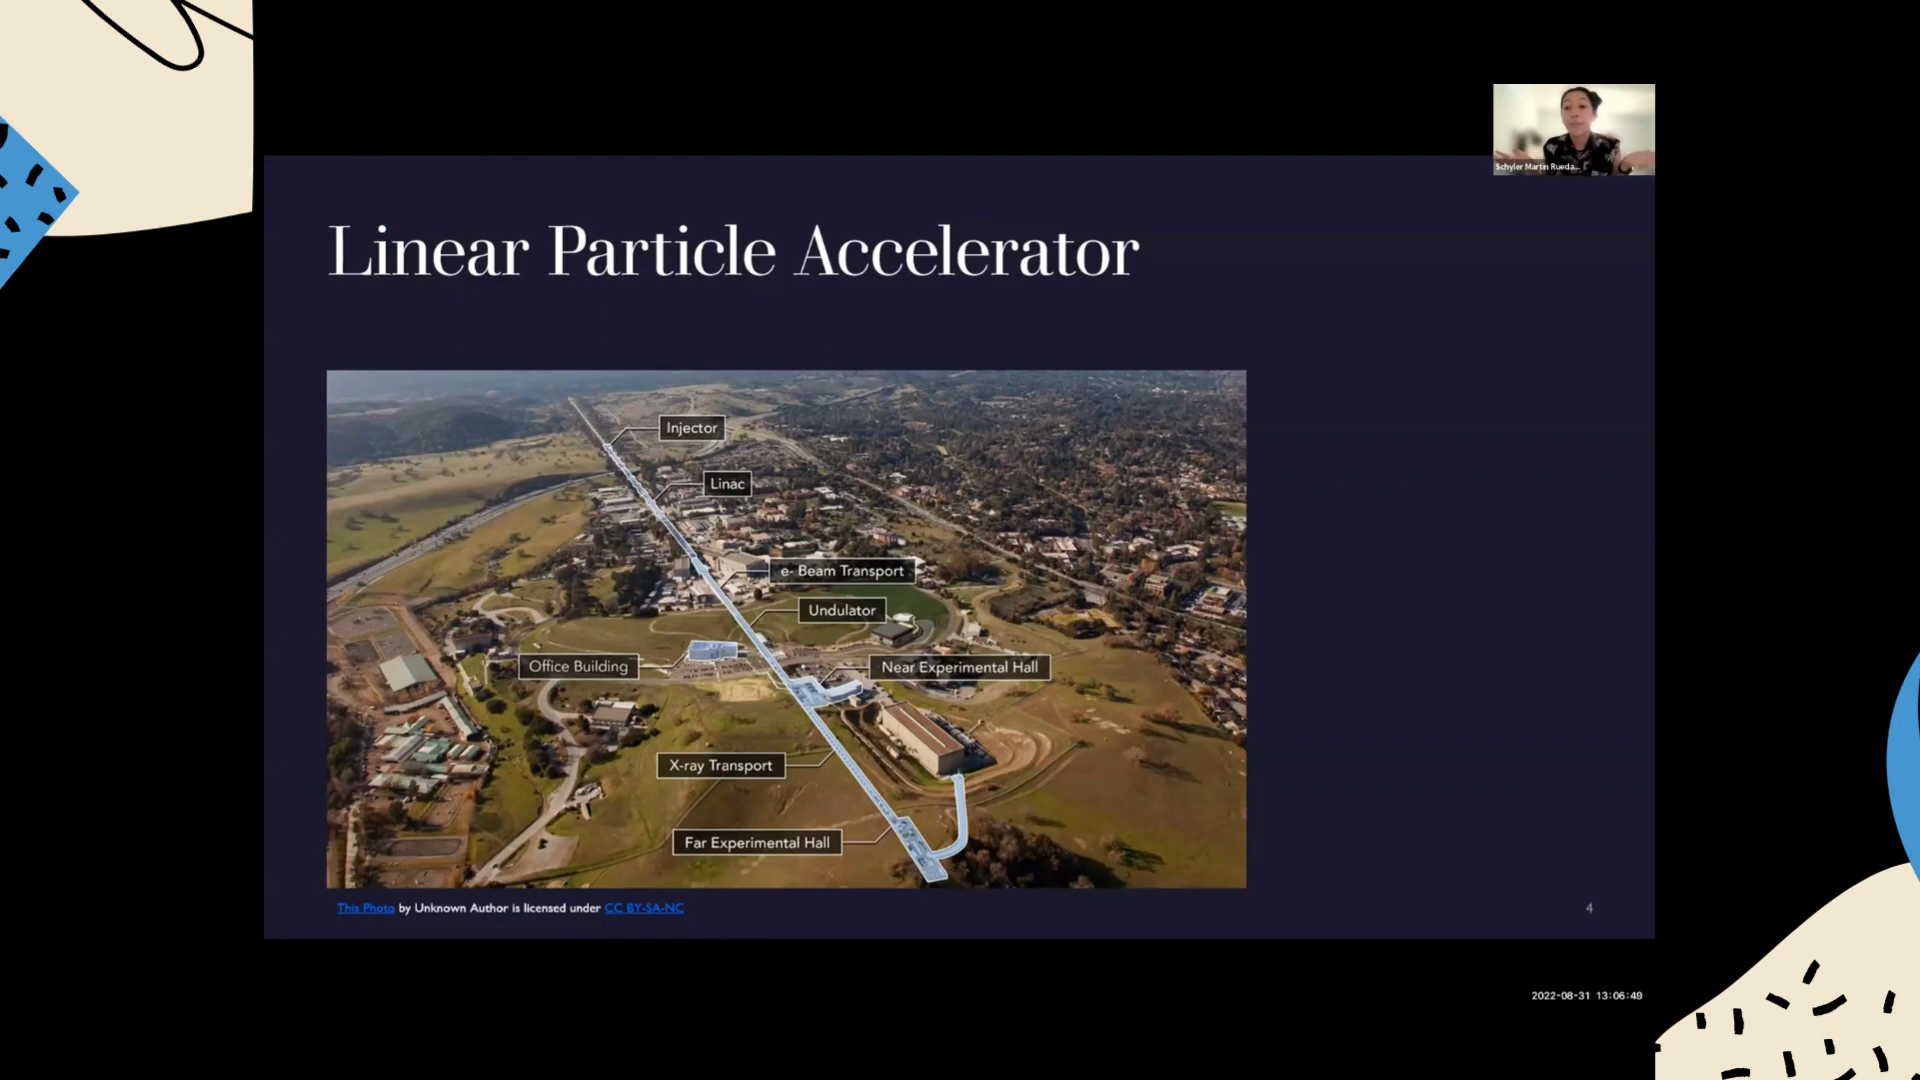 Schyler Martin Rueda...
Linear Particle Accelerator
Injector
Linac
e- Beam Transport
Undulator
Office Building
Near Experimental Hall
X-ray Transport
Far Experimental Hall
This Photo by Unknown Author is licensed under CC BY-SA-NC
4
2022-08-31 13:06:49